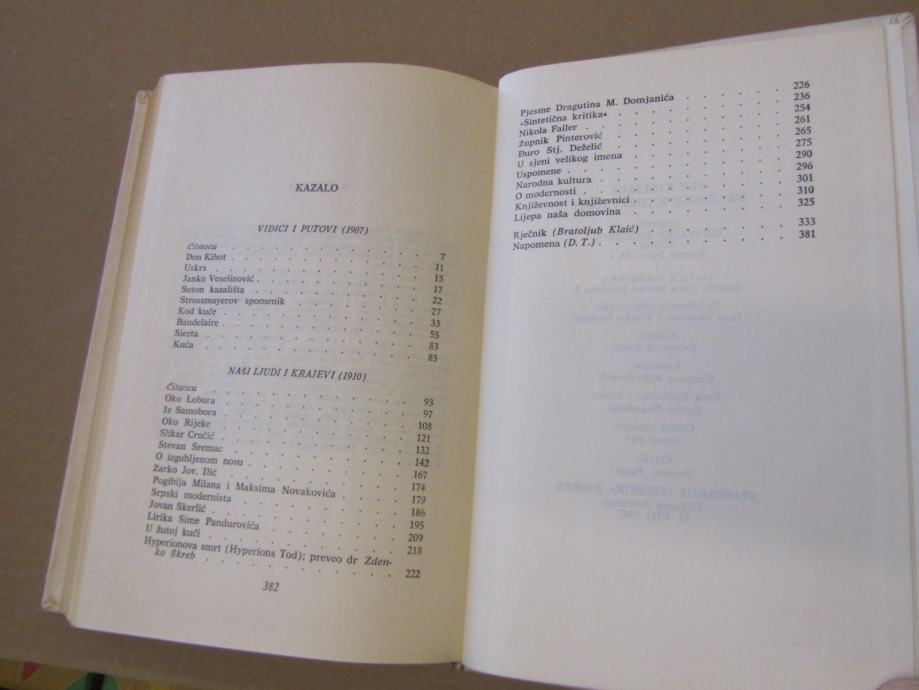 KAZALO
VIDICI I PUTOVI (1907)
Čitaocu . . . . . . . . . . 7
Don Kihot . . . . . . . . . . 11
Uskrs . . . . . . . . . . 15
Janko Veselinović . . . . . . . . . . 17
Suton kazališta . . . . . . . . . . 22
Strossmayerov spomenik . . . . . . . . . . 27
Kod kuće . . . . . . . . . . 33
Baudelaire . . . . . . . . . . 55
Siesta . . . . . . . . . . 83
Kuća . . . . . . . . . . 85
NAŠI LJUDI I KRAJEVI (1910)
Čitaocu . . . . . . . . . . 93
Oko Lobora . . . . . . . . . . 97
Iz Samobora . . . . . . . . . . 108
Oko Rijeke . . . . . . . . . . 121
Slikar Crnčić . . . . . . . . . . 132
Stevan Sremac . . . . . . . . . . 142
O izgubljenom nosu . . . . . . . . . . 167
Žarko Jov. Ilić . . . . . . . . . . 174
Pogibija Milana i Maksima Novakovića . . . . 179
Srpski modernista . . . . . . . . . . 186
Jovan Skerlić . . . . . . . . . . 195
Lirika Sime Pandurovića . . . . . . . . 209
U žutoj kući . . . . . . . . . . 218
Hyperionova smrt (Hyperions Tod); preveo dr Zden-
ko Škreb . . . . . . . . . . 222
382
Pjesme Dragutina M. Domjanića . . . . . . 226
»Sintetična kritika« . . . . . . . . . . 236
Nikola Faller . . . . . . . . . . 254
Župnik Pinterović . . . . . . . . . . 261
Đuro Stj. Deželić . . . . . . . . . . 265
U sjeni velikog imena . . . . . . . . 275
Uspomene . . . . . . . . . . 290
Narodna kultura . . . . . . . . . . 296
O modernosti . . . . . . . . . . 301
Književnost i književnici . . . . . . . . 310
Lijepa naša domovina . . . . . . . . 325
Rječnik (Bratoljub Klaić) . . . . . . . . 333
Napomena (D. T.) . . . . . . . . . . 381